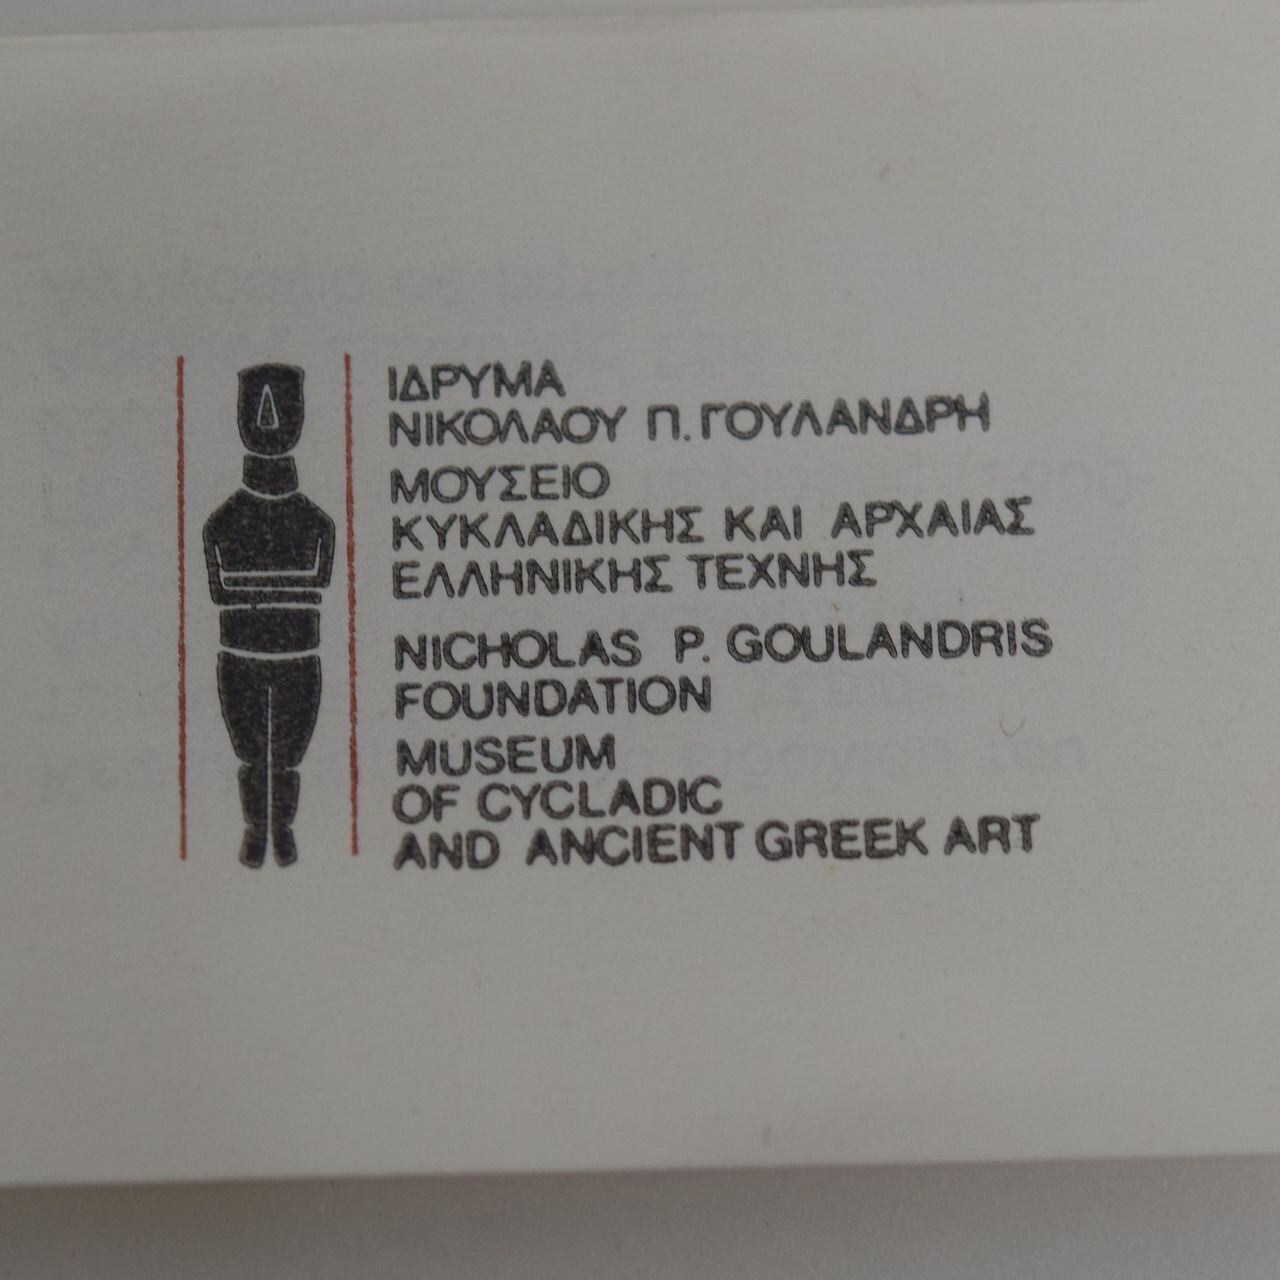 ΙΔΡΥΜΑ
ΝΙΚΟΛΑΟΥ Π. ΓΟΥΛΑΝΔΡΗ
ΜΟΥΣΕΙΟ
ΚΥΚΛΑΔΙΚΗΣ ΚΑΙ ΑΡΧΑΙΑΣ
ΕΛΛΗΝΙΚΗΣ ΤΕΧΝΗΣ
NICHOLAS P. GOULANDRIS
FOUNDATION
MUSEUM
OF CYCLADIC
AND ANCIENT GREEK ART